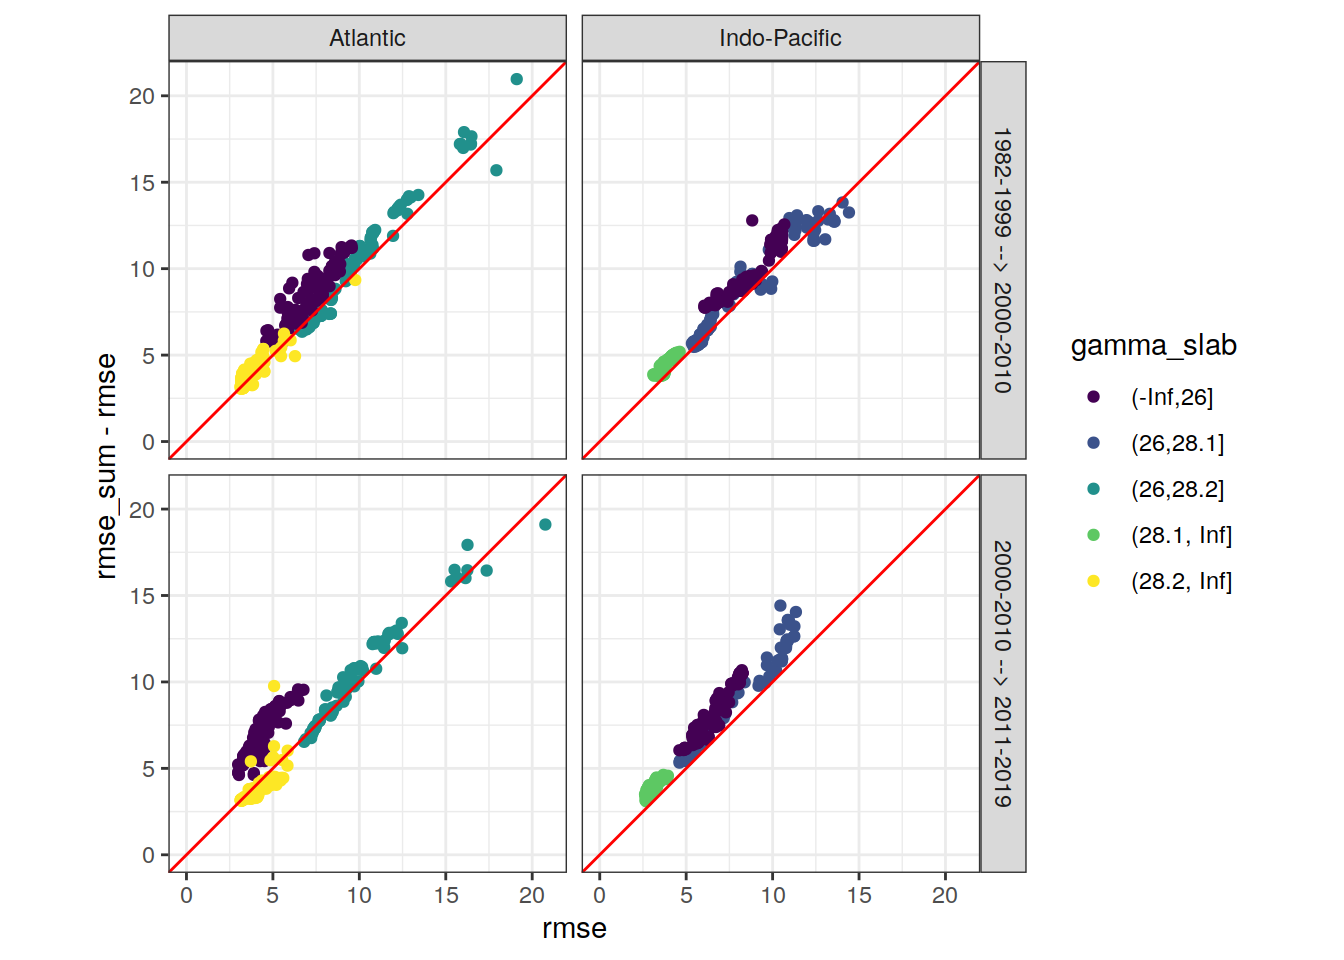 Atlantic
Indo-Pacific
20
15
10
5
0
1982-1999 --> 2000-2010
rmse_sum - rmse
20
15
10
5
0
2000-2010 --> 2011-2019
0 5 10 15 20
0 5 10 15 20
rmse
gamma_slab
(-Inf,26]
(26,28.1]
(26,28.2]
(28.1, Inf]
(28.2, Inf]